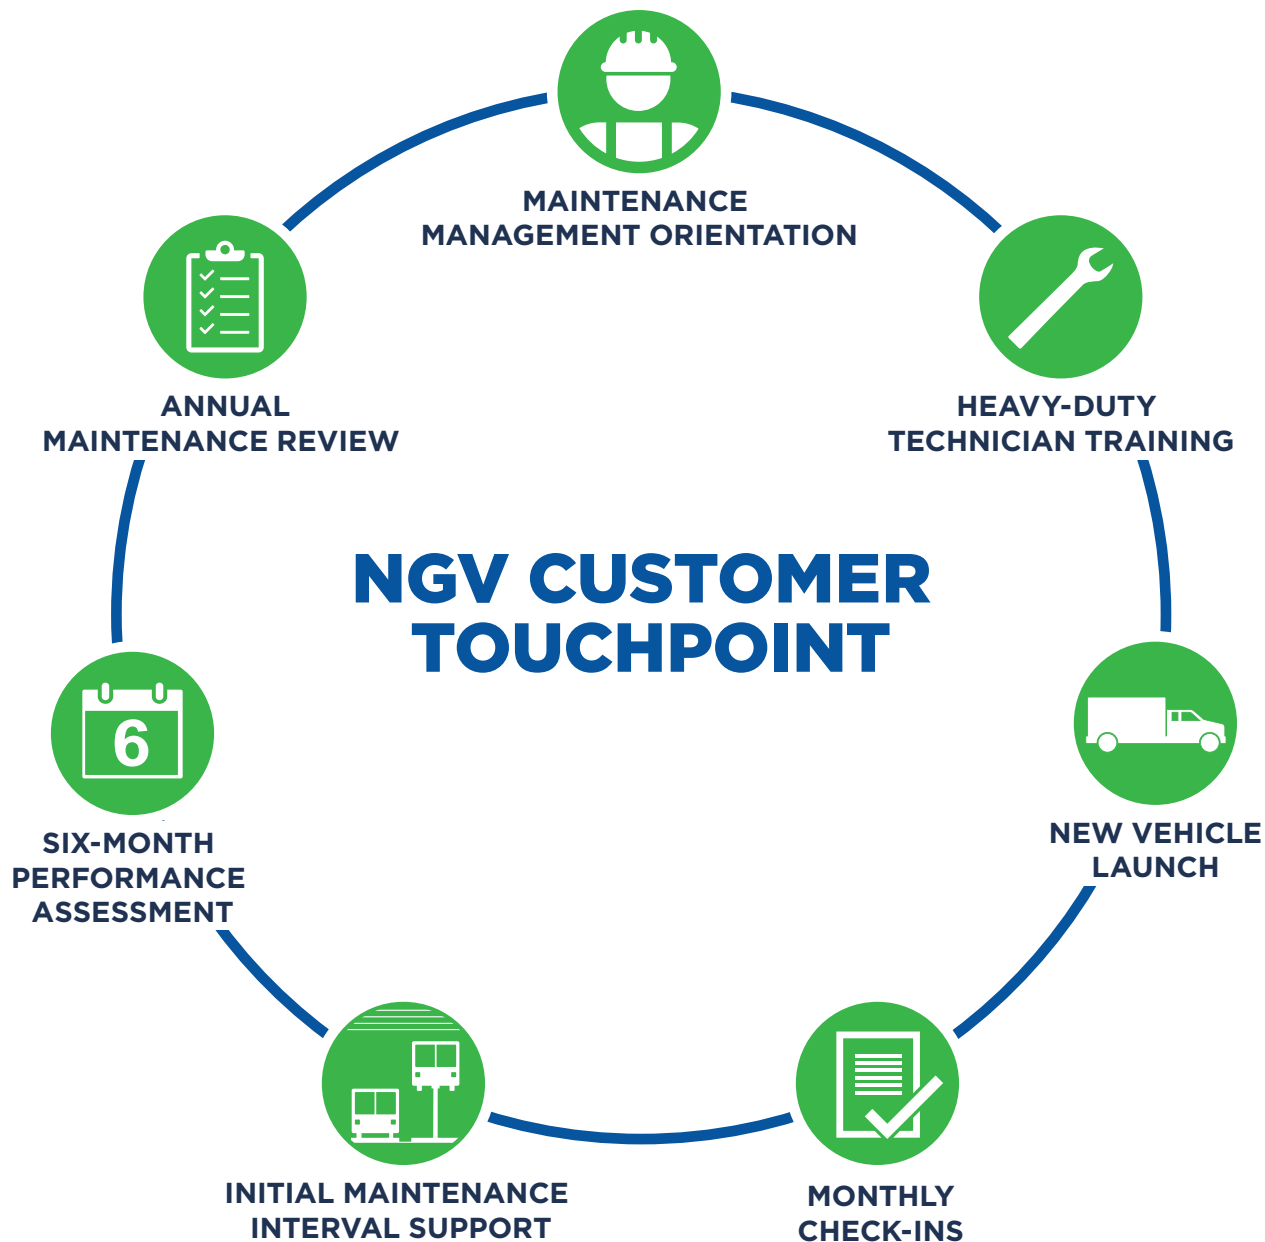 MAINTENANCE
MANAGEMENT ORIENTATION
HEAVY-DUTY
TECHNICIAN TRAINING
NEW VEHICLE
LAUNCH
MONTHLY
CHECK-INS
INITIAL MAINTENANCE
INTERVAL SUPPORT
6
SIX-MONTH
PERFORMANCE
ASSESSMENT
ANNUAL
MAINTENANCE REVIEW
NGV CUSTOMER
TOUCHPOINT